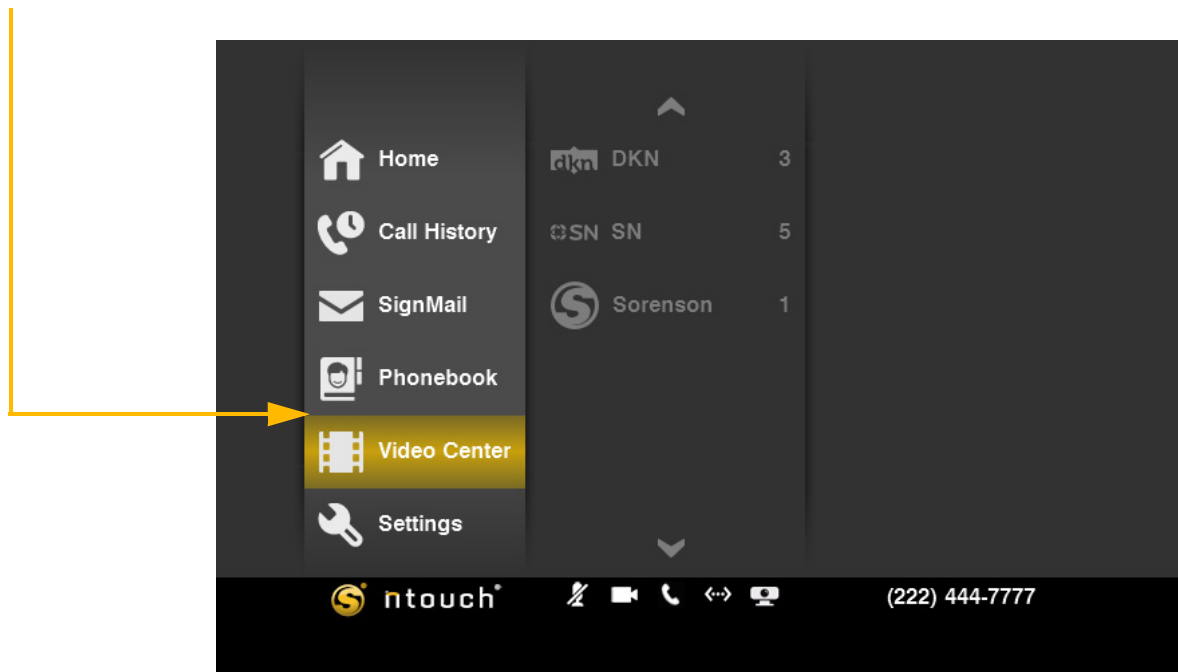 Home
Call History
SignMail
Phonebook
Video Center
Settings
dkn DKN 3
SN SN 5
S Sorenson 1
S ntouch® (222) 444-7777